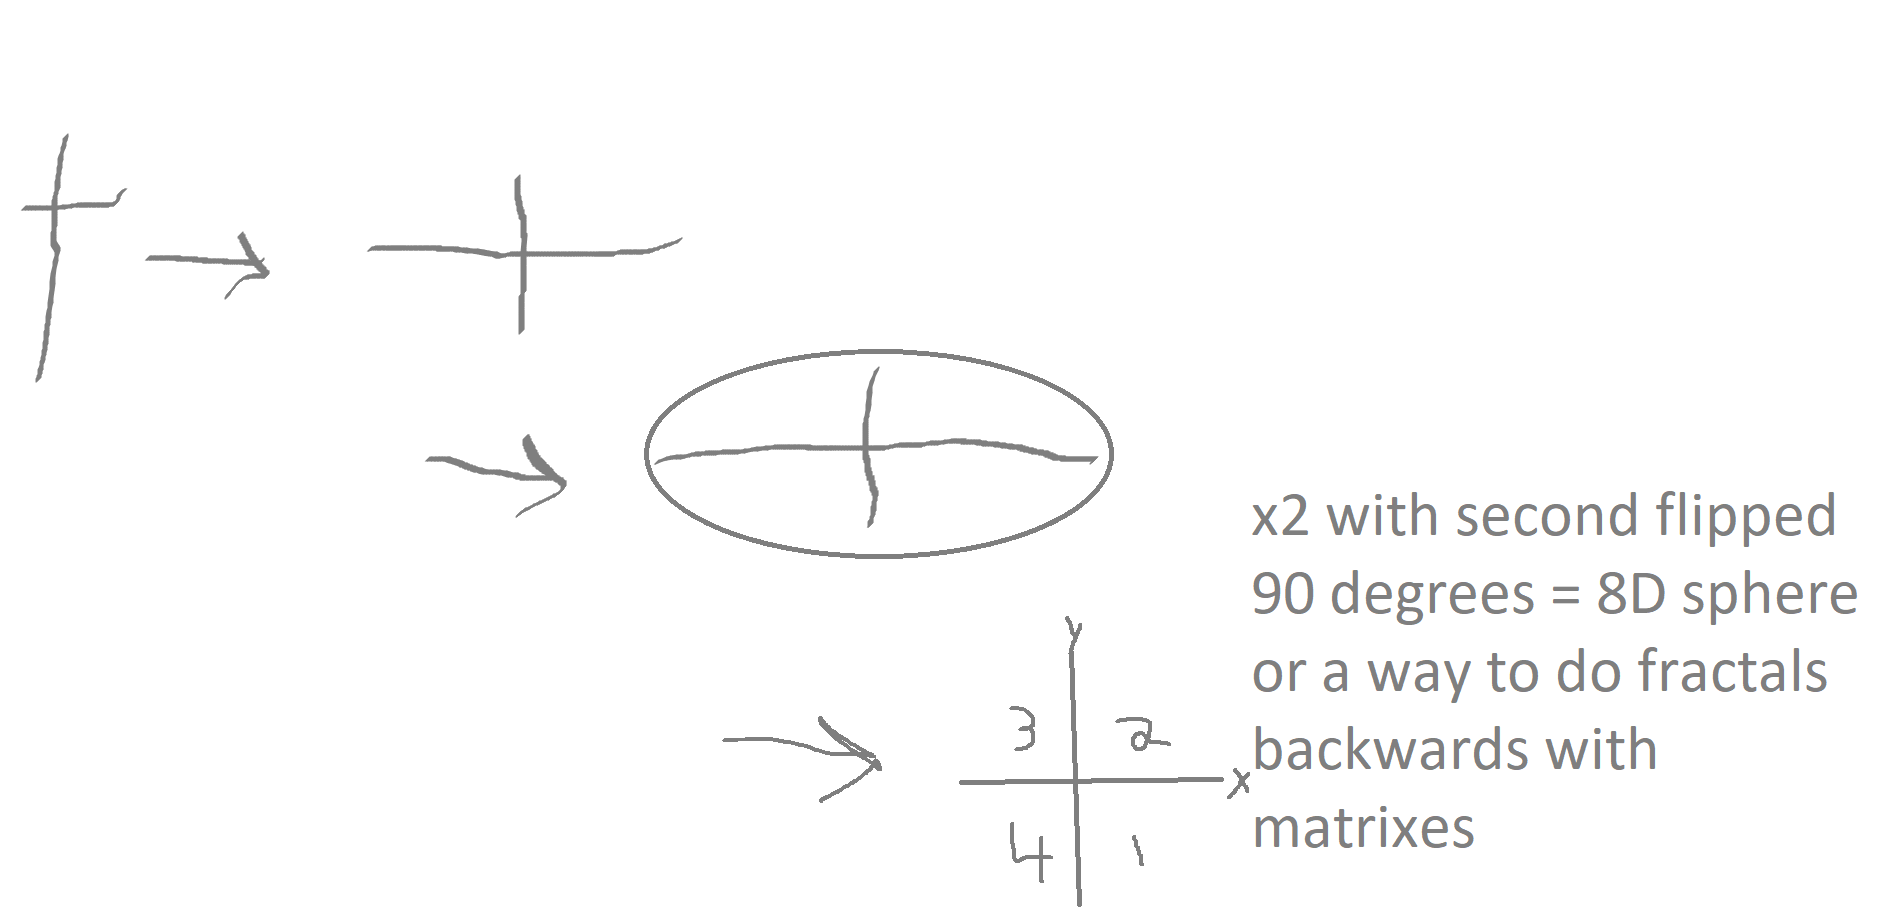 y
3 2
x
4 1
x2 with second flipped
90 degrees = 8D sphere
or a way to do fractals
backwards with
matrixes